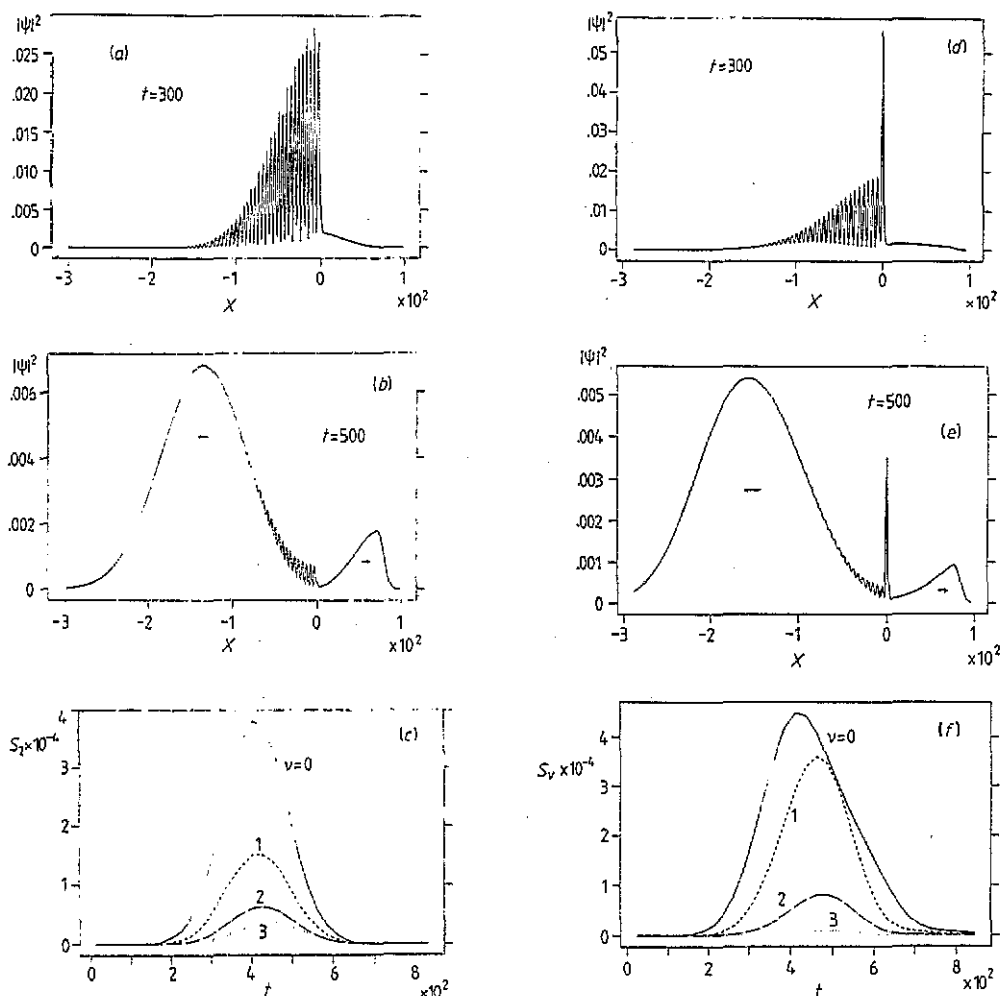 |ψ|²
(a)
t=300
.025
.020
.015
.010
.005
0
-3 -2 -1 0 1
×10²
X
|ψ|²
(d)
t=300
.05
.04
.03
.02
.01
0
-3 -2 -1 0 1
×10²
X
|ψ|²
(b)
t=500
.006
.004
.002
0
-3 -2 -1 0 1
×10²
X
|ψ|²
(e)
t=500
.005
.004
.003
.002
.001
0
-3 -2 -1 0 1
×10²
X
S₂×10⁻⁴
(c)
4
3
2
1
0
ν=0
1
2
3
0 2 4 6 8
×10²
t
Sᵥ×10⁻⁴
(f)
4
3
2
1
0
ν=0
1
2
3
0 2 4 6 8
×10²
t